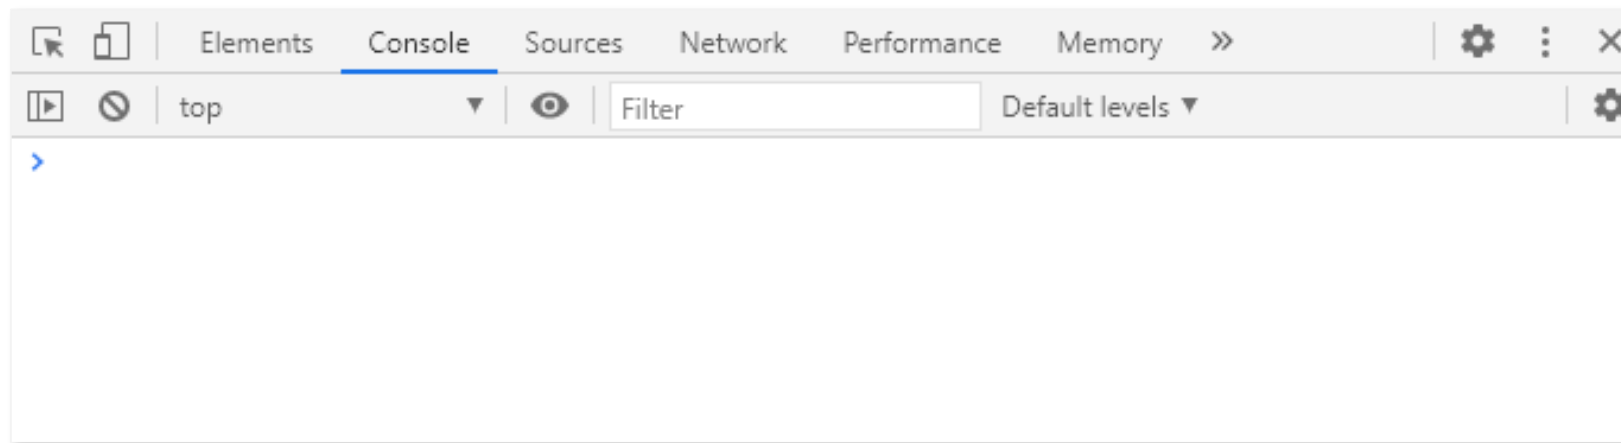 Elements Console Sources Network Performance Memory »
top ▼ Filter Default levels ▼
>